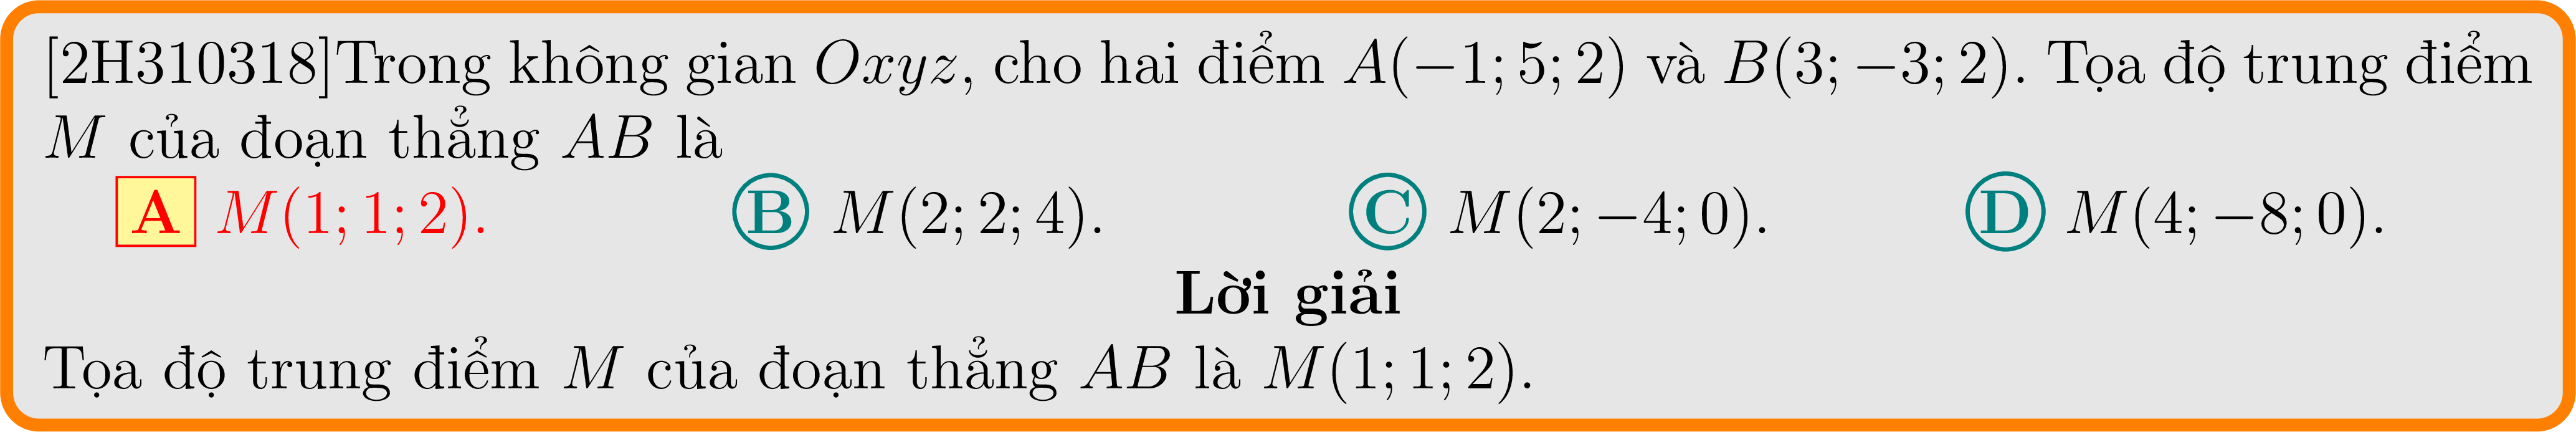 [2H310318]Trong không gian Oxyz, cho hai điểm A(−1; 5; 2) và B(3; −3; 2). Tọa độ trung điểm
M của đoạn thẳng AB là
A M(1; 1; 2). B M(2; 2; 4). C M(2; −4; 0). D M(4; −8; 0).
Lời giải
Tọa độ trung điểm M của đoạn thẳng AB là M(1; 1; 2).